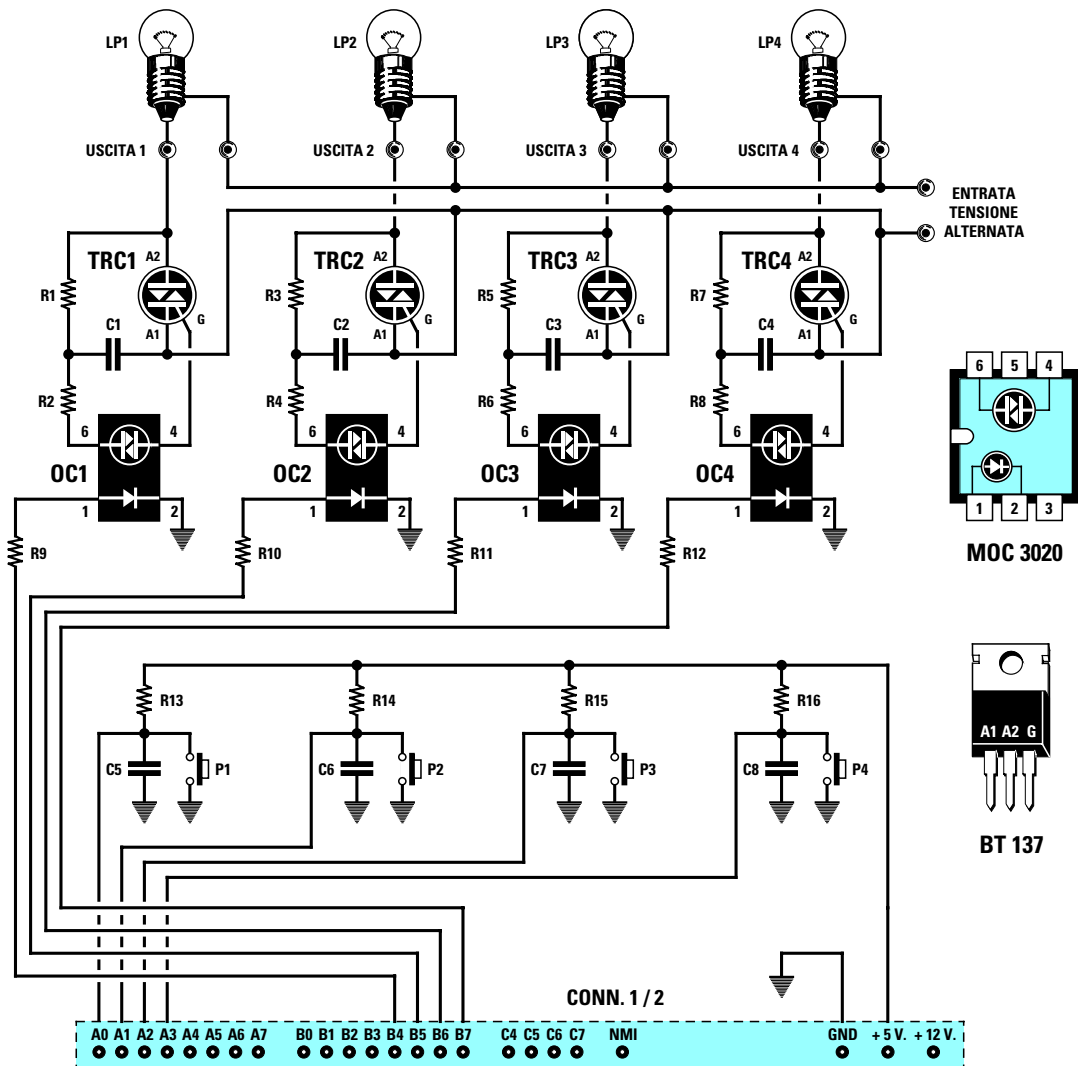 LP1 LP2 LP3 LP4
USCITA 1 USCITA 2 USCITA 3 USCITA 4
ENTRATA
TENSIONE
ALTERNATA
A2 A2 A2 A2
TRC1 TRC2 TRC3 TRC4
R1 R3 R5 R7
G G G G
C1 C2 C3 C4
A1 A1 A1 A1
R2 R4 R6 R8
6 4 6 4 6 4 6 4
OC1 OC2 OC3 OC4
1 2 1 2 1 2 1 2
R9 R10 R11 R12
6 5 4
1 2 3
MOC 3020
R13 R14 R15 R16
C5 P1 C6 P2 C7 P3 C8 P4
A1 A2 G
BT 137
CONN. 1 / 2
A0 A1 A2 A3 A4 A5 A6 A7 B0 B1 B2 B3 B4 B5 B6 B7 C4 C5 C6 C7 NMI GND + 5 V. + 12 V.